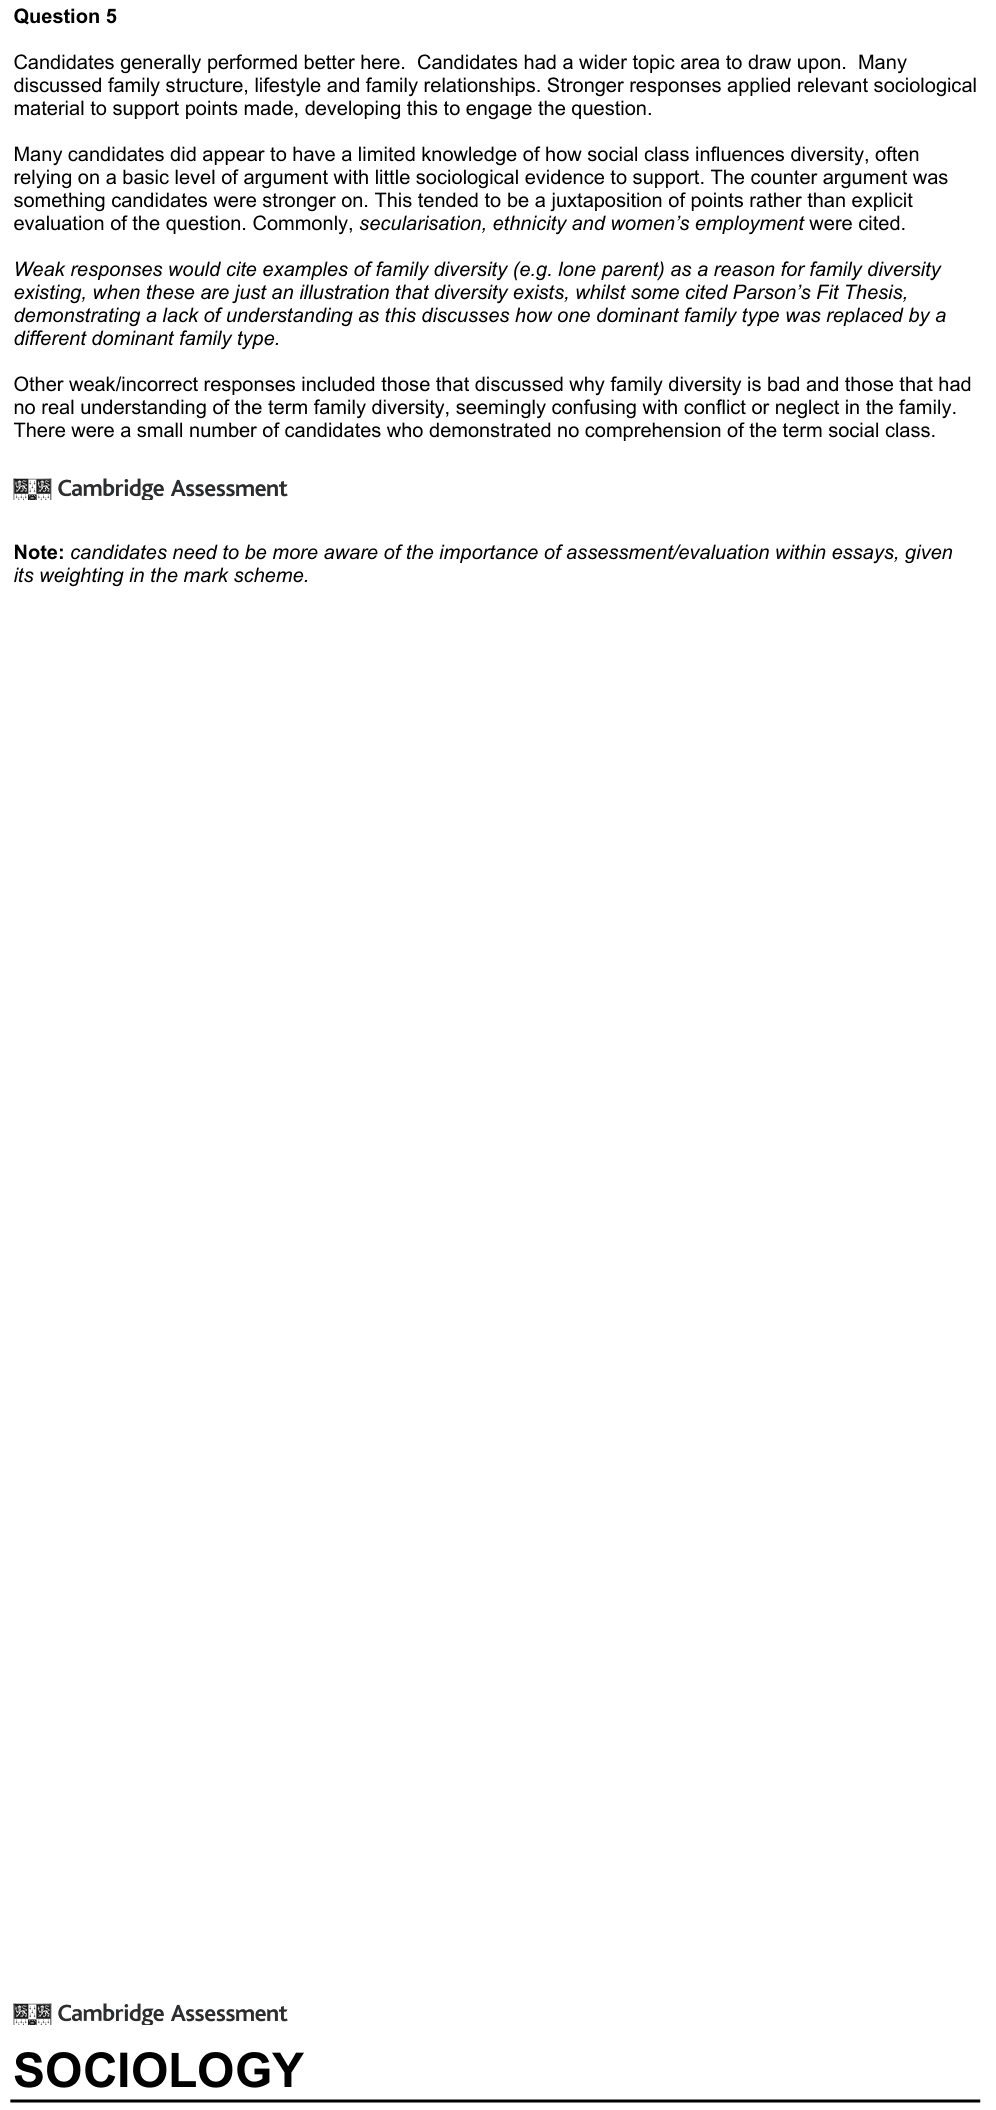 Question 5
Candidates generally performed better here.  Candidates had a wider topic area to draw upon.  Many
discussed family structure, lifestyle and family relationships. Stronger responses applied relevant sociological
material to support points made, developing this to engage the question.
Many candidates did appear to have a limited knowledge of how social class influences diversity, often
relying on a basic level of argument with little sociological evidence to support. The counter argument was
something candidates were stronger on. This tended to be a juxtaposition of points rather than explicit
evaluation of the question. Commonly, secularisation, ethnicity and women’s employment were cited.
Weak responses would cite examples of family diversity (e.g. lone parent) as a reason for family diversity
existing, when these are just an illustration that diversity exists, whilst some cited Parson’s Fit Thesis,
demonstrating a lack of understanding as this discusses how one dominant family type was replaced by a
different dominant family type.
Other weak/incorrect responses included those that discussed why family diversity is bad and those that had
no real understanding of the term family diversity, seemingly confusing with conflict or neglect in the family.
There were a small number of candidates who demonstrated no comprehension of the term social class.
Cambridge Assessment
Note: candidates need to be more aware of the importance of assessment/evaluation within essays, given
its weighting in the mark scheme.
Cambridge Assessment
SOCIOLOGY